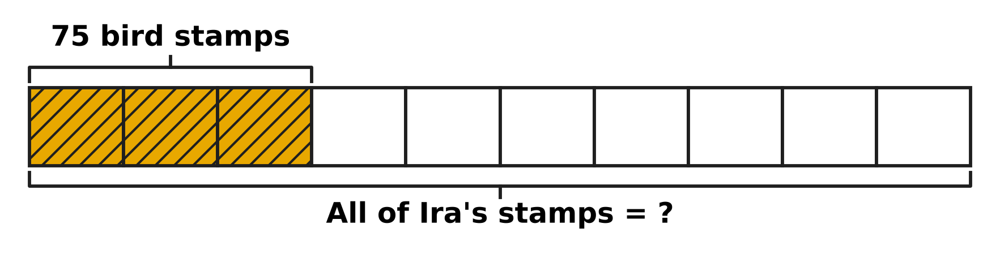 75 bird stamps
All of Ira's stamps = ?